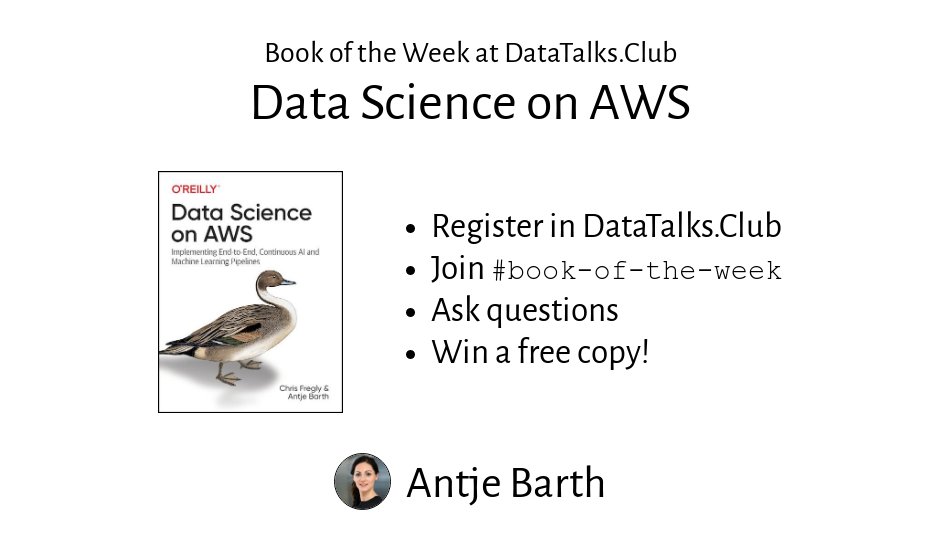 Book of the Week at DataTalks.Club
Data Science on AWS
O'REILLY
Data Science
on AWS
Implementing End-to-End, Continuous AI and
Machine Learning Pipelines
Chris Fregly &
Antje Barth
• Register in DataTalks.Club
• Join #book-of-the-week
• Ask questions
• Win a free copy!
Antje Barth